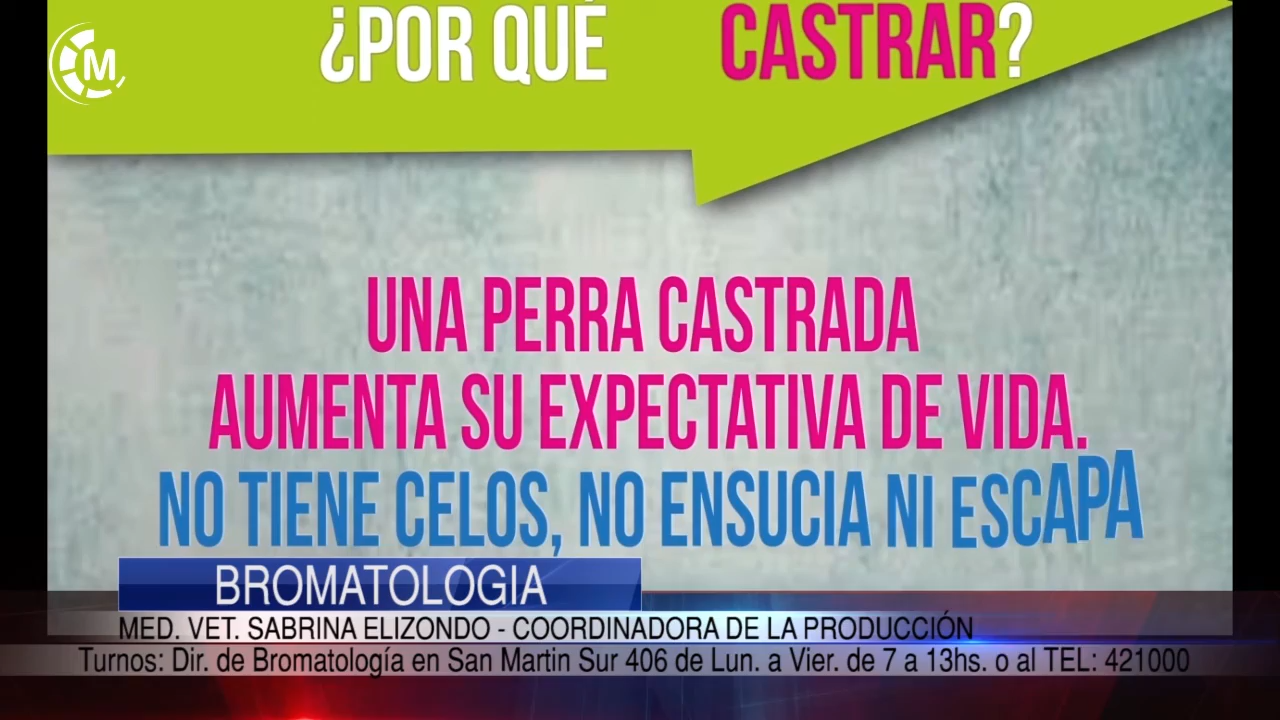 M
¿POR QUÉ CASTRAR?
UNA PERRA CASTRADA
AUMENTA SU EXPECTATIVA DE VIDA.
NO TIENE CELOS, NO ENSUCIA NI ESCAPA
BROMATOLOGIA
MED. VET. SABRINA ELIZONDO - COORDINADORA DE LA PRODUCCIÓN
Turnos: Dir. de Bromatología en San Martin Sur 406 de Lun. a Vier. de 7 a 13hs. o al TEL: 421000